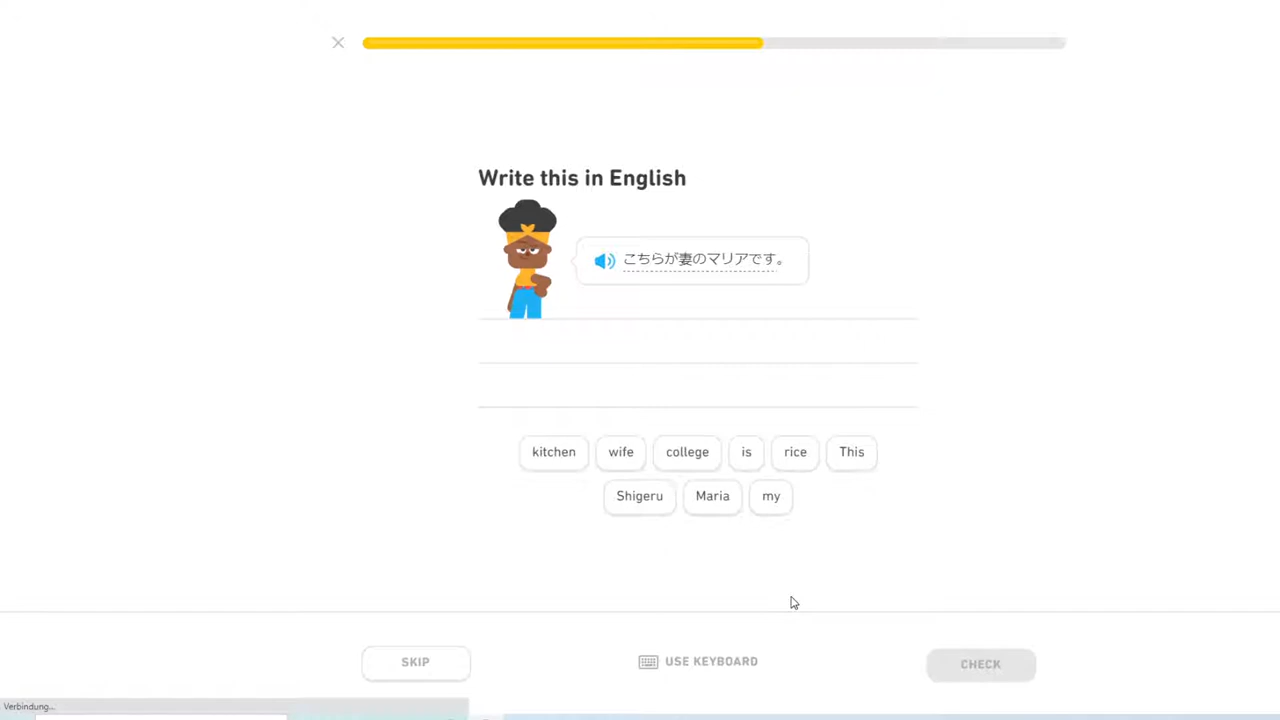 Write this in English
こちらが妻のマリアです。
kitchen wife college is rice This
Shigeru Maria my
SKIP USE KEYBOARD CHECK
Verbindung...